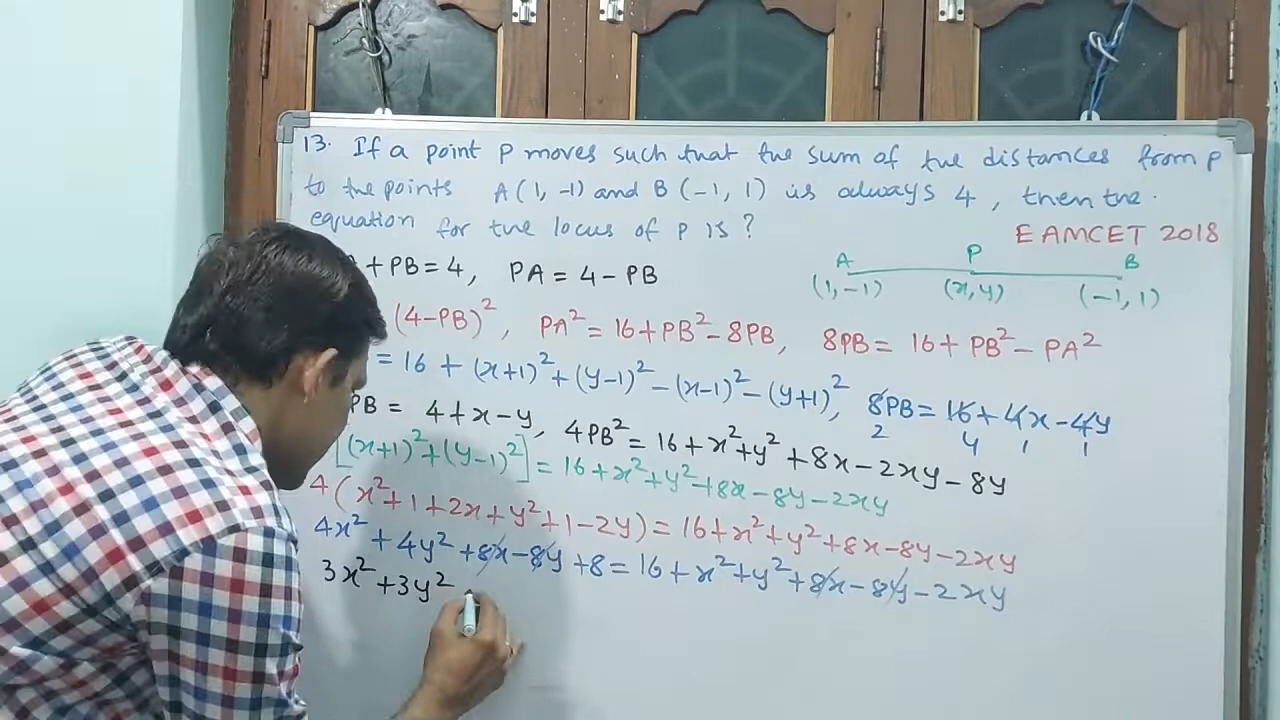 13. If a point P moves such that the sum of the distances from P
to the points A(1, -1) and B(-1, 1) is always 4, then the.
equation for the locus of P is?
EAMCET 2018
+PB = 4, PA = 4 - PB
A P B
(1, -1) (x, y) (-1, 1)
(4-PB)², PA² = 16 + PB² - 8PB, 8PB = 16 + PB² - PA²
= 16 + (x+1)² + (y-1)² - (x-1)² - (y+1)², 8PB = 16 + 4x - 4y
2 4 1 1
PB = 4 + x - y, 4PB² = 16 + x² + y² + 8x - 2xy - 8y
[(x+1)² + (y-1)²] = 16 + x² + y² + 8x - 8y - 2xy
4(x² + 1 + 2x + y² + 1 - 2y) = 16 + x² + y² + 8x - 8y - 2xy
4x² + 4y² + 8x - 8y + 8 = 16 + x² + y² + 8x - 8y - 2xy
3x² + 3y²